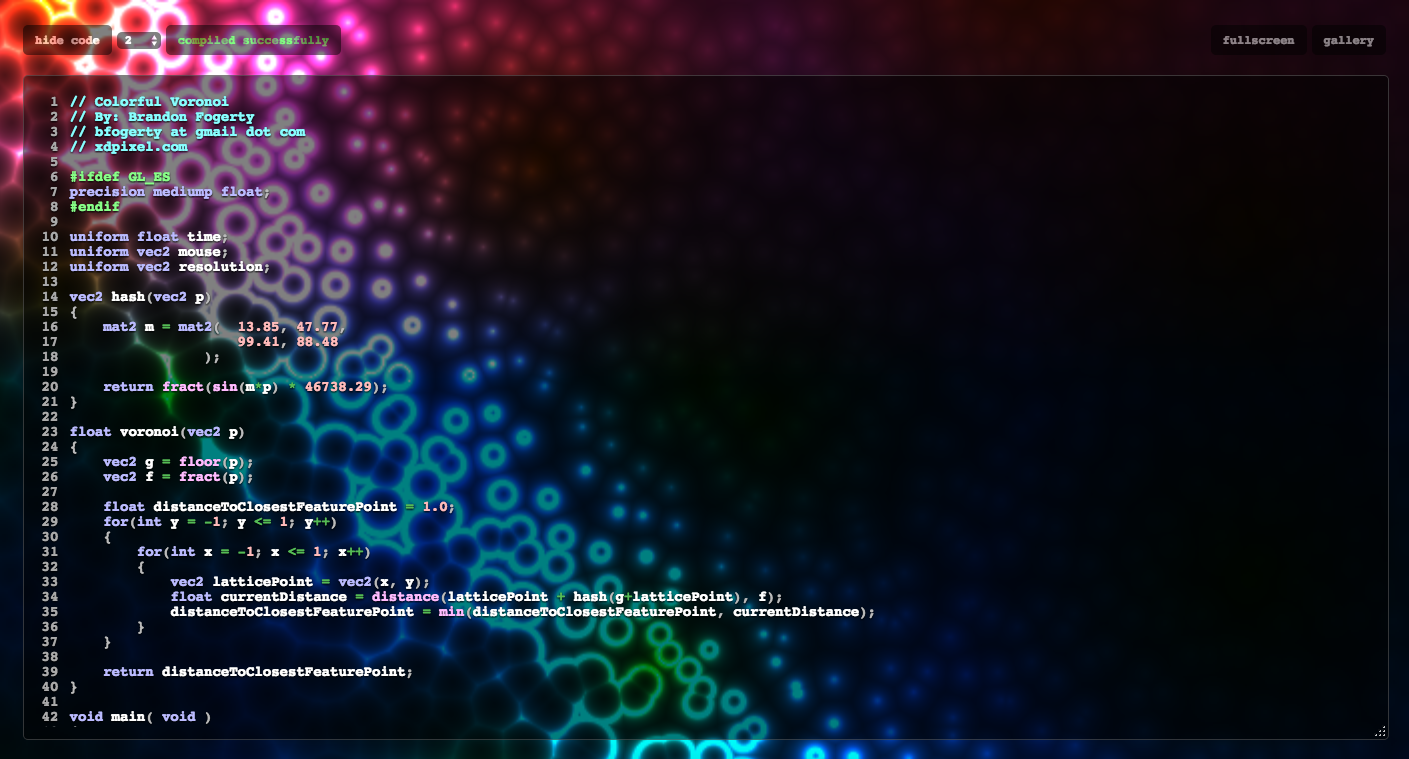 hide code 2 compiled successfully fullscreen gallery
1 // Colorful Voronoi
2 // By: Brandon Fogerty
3 // bfogerty at gmail dot com
4 // xdpixel.com
5
6 #ifdef GL_ES
7 precision mediump float;
8 #endif
9
10 uniform float time;
11 uniform vec2 mouse;
12 uniform vec2 resolution;
13
14 vec2 hash(vec2 p)
15 {
16     mat2 m = mat2(  13.85, 47.77,
17                     99.41, 88.48
18                 );
19
20     return fract(sin(m*p) * 46738.29);
21 }
22
23 float voronoi(vec2 p)
24 {
25     vec2 g = floor(p);
26     vec2 f = fract(p);
27
28     float distanceToClosestFeaturePoint = 1.0;
29     for(int y = -1; y <= 1; y++)
30     {
31         for(int x = -1; x <= 1; x++)
32         {
33             vec2 latticePoint = vec2(x, y);
34             float currentDistance = distance(latticePoint + hash(g+latticePoint), f);
35             distanceToClosestFeaturePoint = min(distanceToClosestFeaturePoint, currentDistance);
36         }
37     }
38
39     return distanceToClosestFeaturePoint;
40 }
41
42 void main( void )